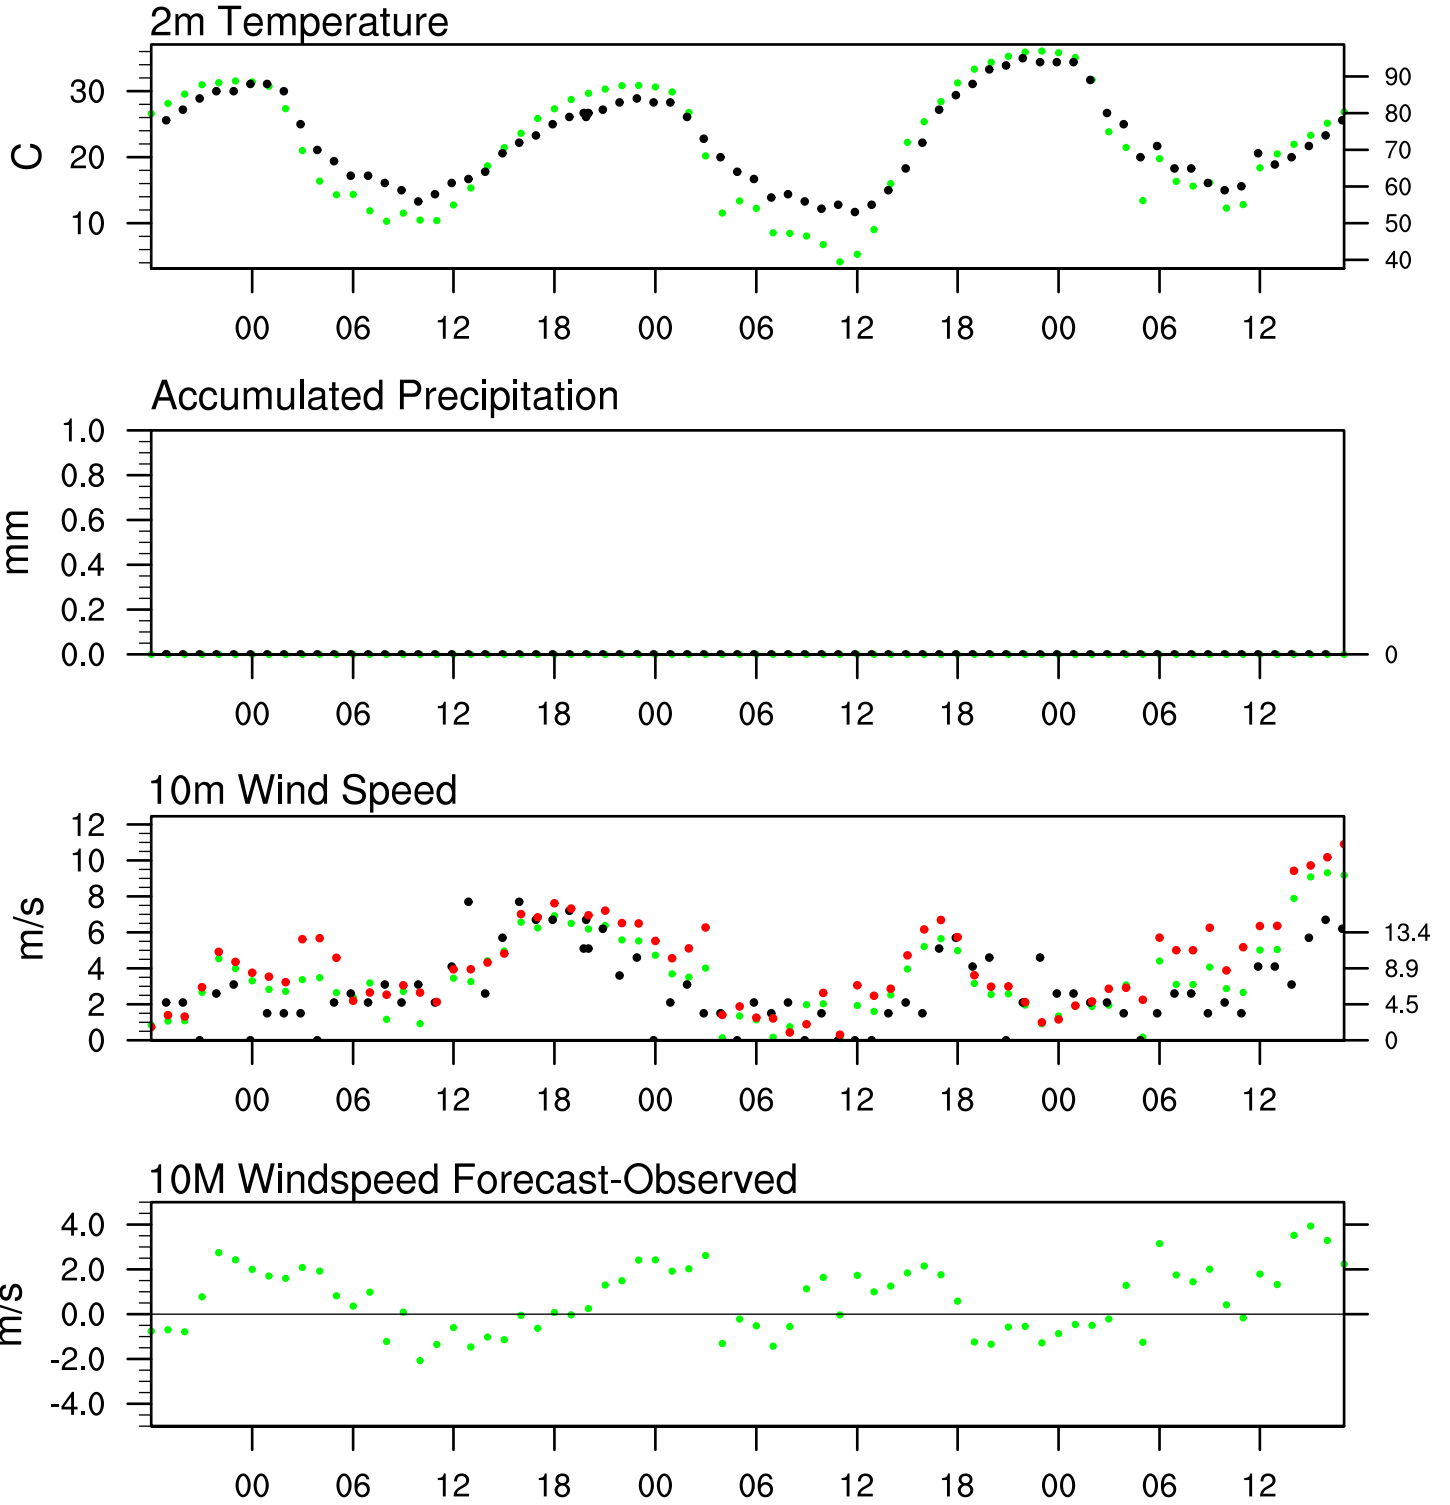 2m Temperature
C
30
20
10
90
80
70
60
50
40
00 06 12 18 00 06 12 18 00 06 12
Accumulated Precipitation
mm
1.0
0.8
0.6
0.4
0.2
0.0
0
00 06 12 18 00 06 12 18 00 06 12
10m Wind Speed
m/s
12
10
8
6
4
2
0
13.4
8.9
4.5
0
00 06 12 18 00 06 12 18 00 06 12
10M Windspeed Forecast-Observed
m/s
4.0
2.0
0.0
-2.0
-4.0
00 06 12 18 00 06 12 18 00 06 12